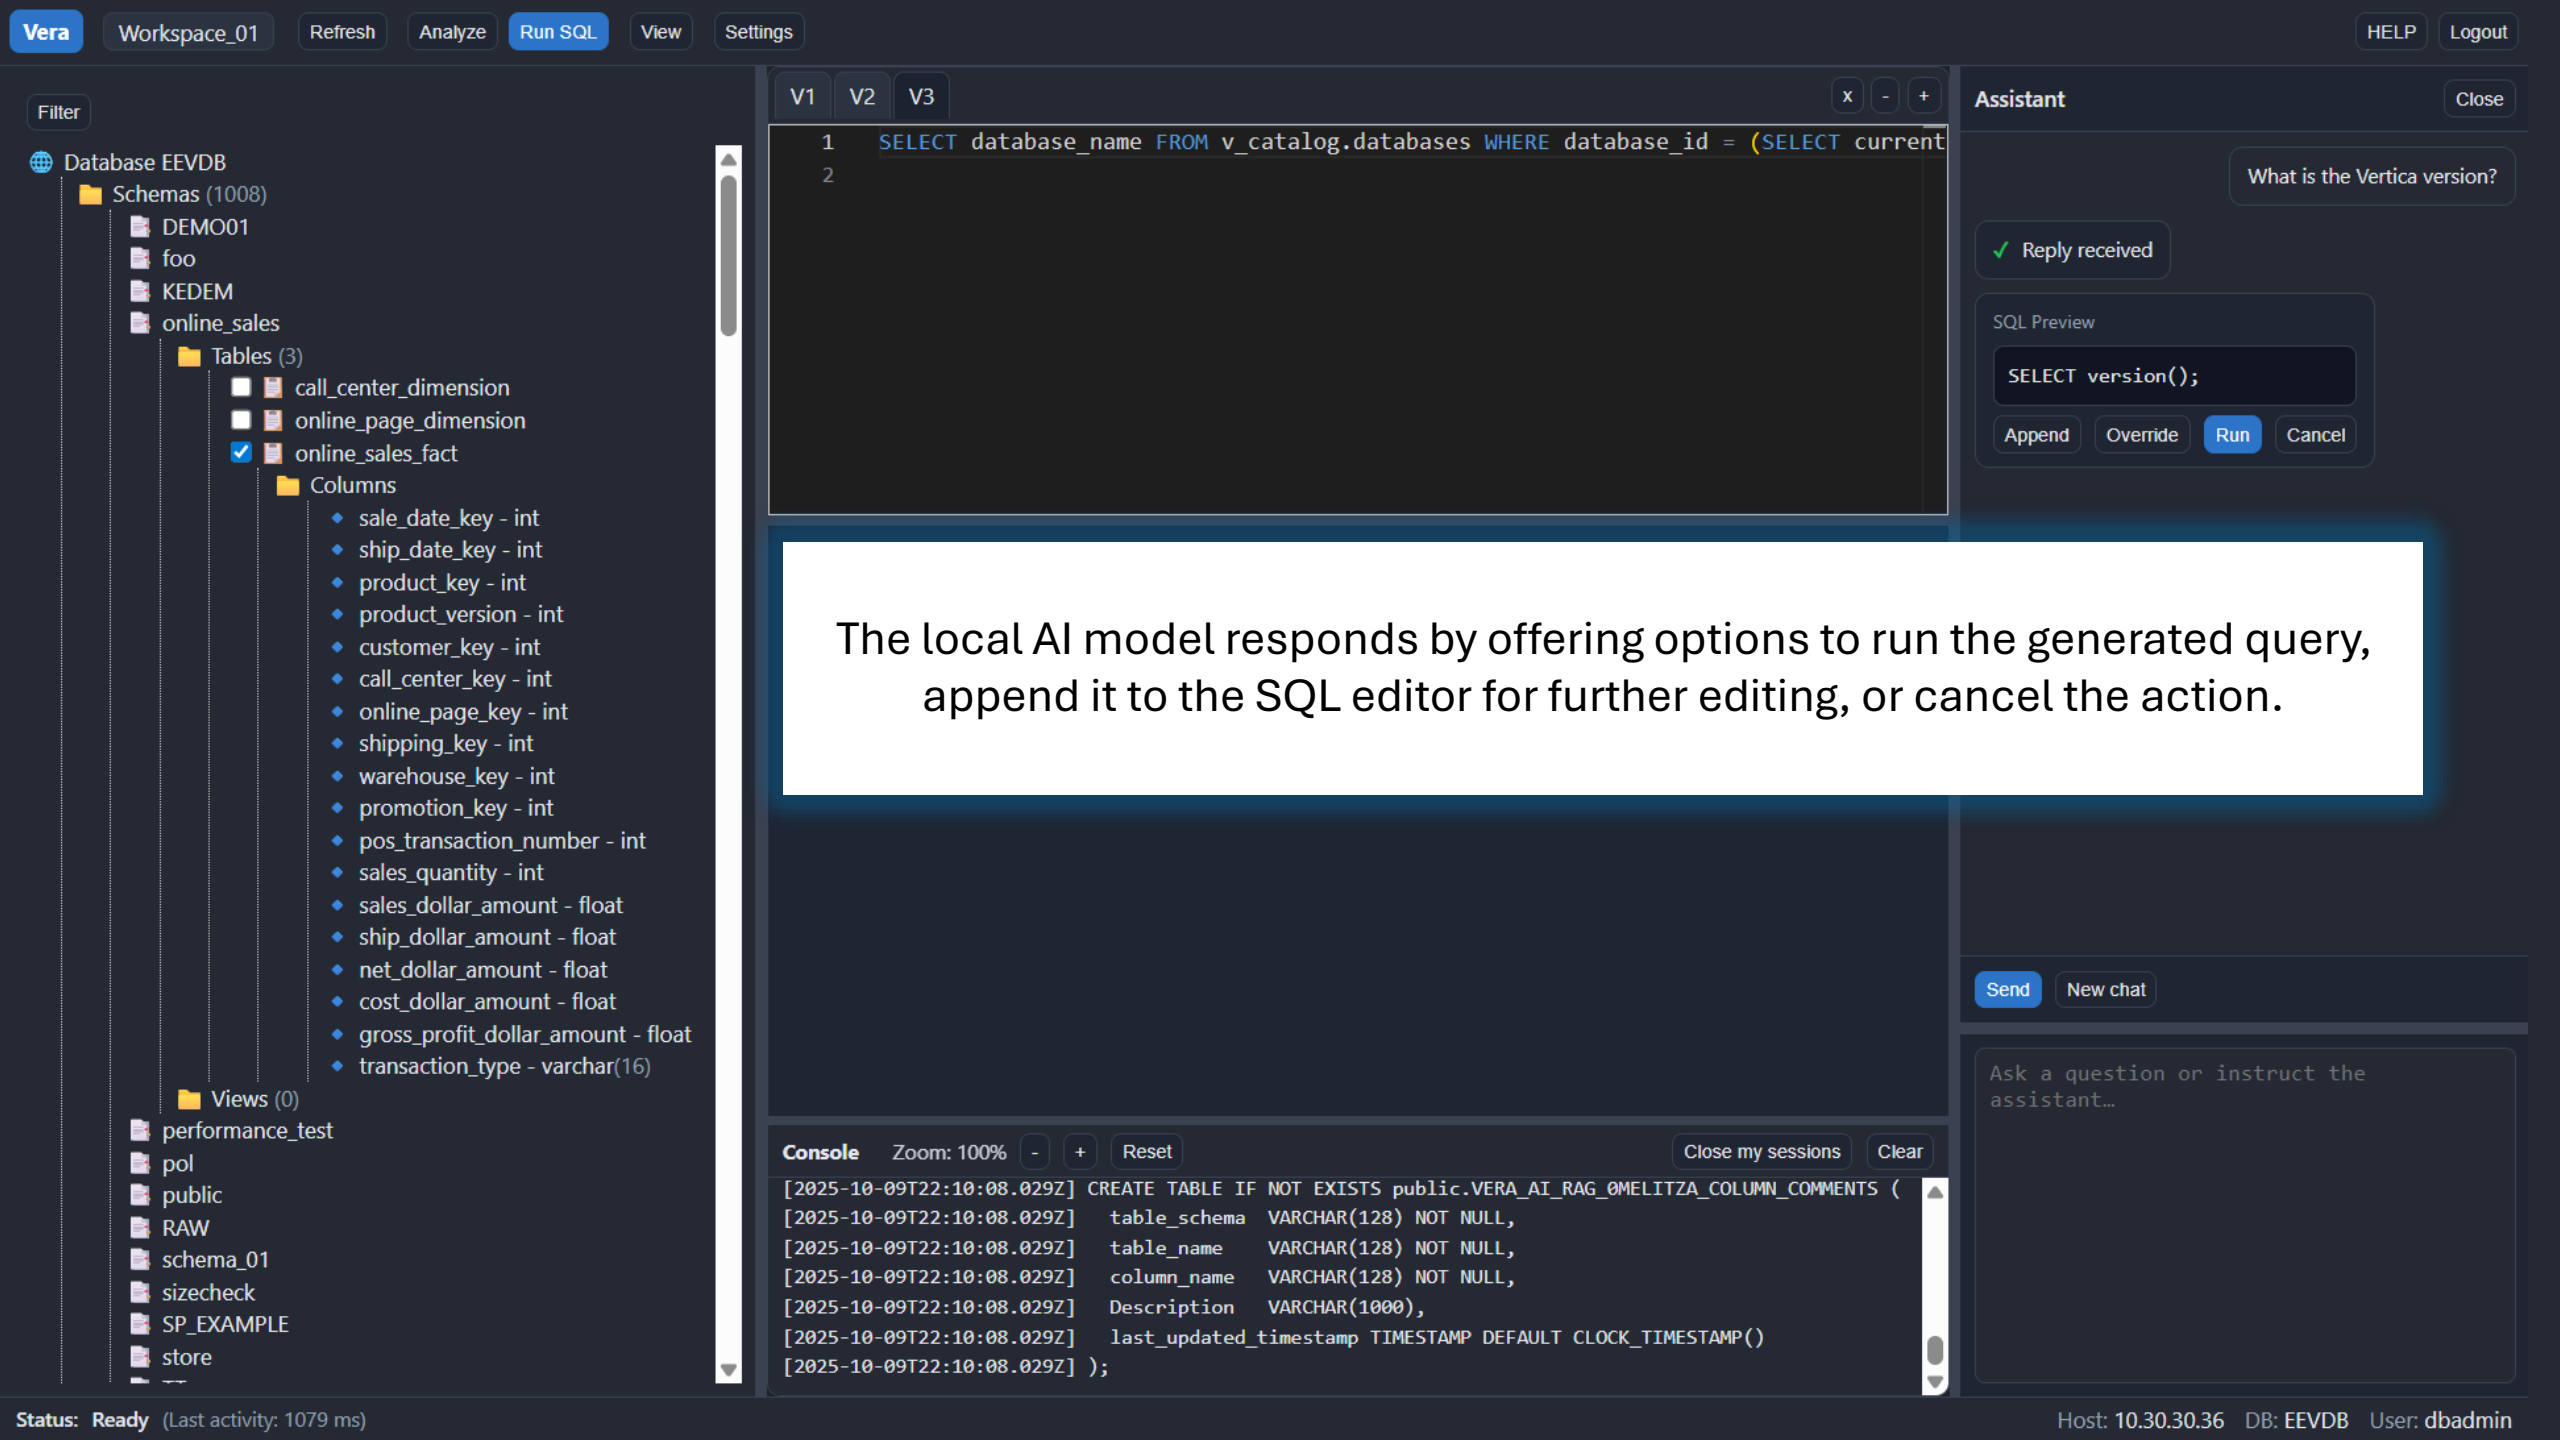 Vera
Workspace_01
Refresh
Analyze
Run SQL
View
Settings
HELP
Logout
Filter
Database EEVDB
Schemas (1008)
DEMO01
foo
KEDEM
online_sales
Tables (3)
call_center_dimension
online_page_dimension
online_sales_fact
Columns
sale_date_key - int
ship_date_key - int
product_key - int
product_version - int
customer_key - int
call_center_key - int
online_page_key - int
shipping_key - int
warehouse_key - int
promotion_key - int
pos_transaction_number - int
sales_quantity - int
sales_dollar_amount - float
ship_dollar_amount - float
net_dollar_amount - float
cost_dollar_amount - float
gross_profit_dollar_amount - float
transaction_type - varchar(16)
Views (0)
performance_test
pol
public
RAW
schema_01
sizecheck
SP_EXAMPLE
store
V1 V2 V3
x - +
1 SELECT database_name FROM v_catalog.databases WHERE database_id = (SELECT current
2
The local AI model responds by offering options to run the generated query,
append it to the SQL editor for further editing, or cancel the action.
Console Zoom: 100% - + Reset Close my sessions Clear
[2025-10-09T22:10:08.029Z] CREATE TABLE IF NOT EXISTS public.VERA_AI_RAG_0MELITZA_COLUMN_COMMENTS (
[2025-10-09T22:10:08.029Z] table_schema VARCHAR(128) NOT NULL,
[2025-10-09T22:10:08.029Z] table_name VARCHAR(128) NOT NULL,
[2025-10-09T22:10:08.029Z] column_name VARCHAR(128) NOT NULL,
[2025-10-09T22:10:08.029Z] Description VARCHAR(1000),
[2025-10-09T22:10:08.029Z] last_updated_timestamp TIMESTAMP DEFAULT CLOCK_TIMESTAMP()
[2025-10-09T22:10:08.029Z] );
Assistant
Close
What is the Vertica version?
✓ Reply received
SQL Preview
SELECT version();
Append Override Run Cancel
Send New chat
Ask a question or instruct the
assistant…
Status: Ready (Last activity: 1079 ms)
Host: 10.30.30.36 DB: EEVDB User: dbadmin